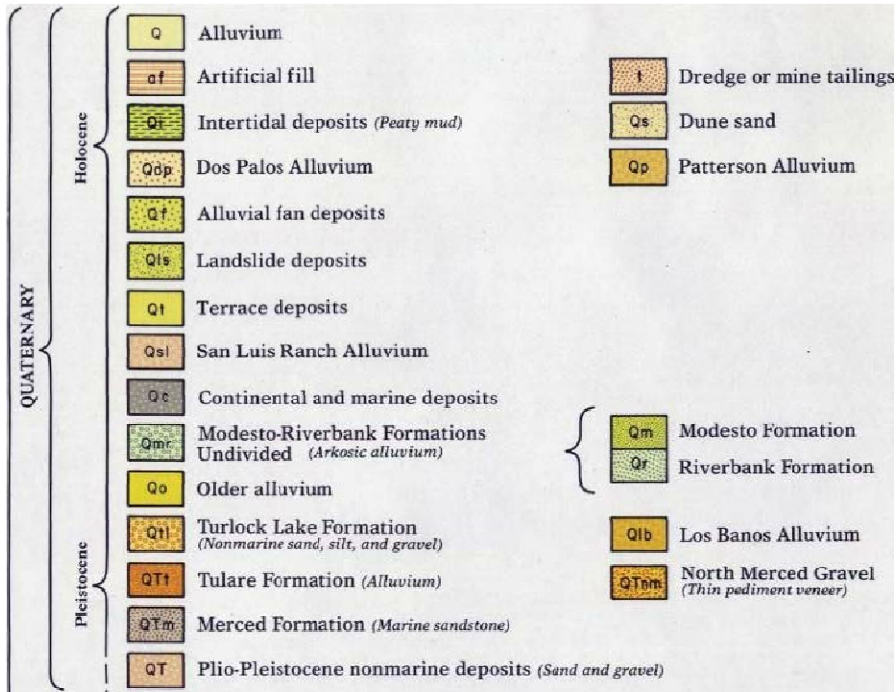 QUATERNARY
Holocene
Pleistocene
Q Alluvium
af Artificial fill
Qi Intertidal deposits (Peaty mud)
Qdp Dos Palos Alluvium
Qf Alluvial fan deposits
Qls Landslide deposits
Qt Terrace deposits
Qsl San Luis Ranch Alluvium
Qc Continental and marine deposits
Qmr Modesto-Riverbank Formations
Undivided (Arkosic alluvium)
Qo Older alluvium
Qtl Turlock Lake Formation
(Nonmarine sand, silt, and gravel)
QTt Tulare Formation (Alluvium)
QTm Merced Formation (Marine sandstone)
QT Plio-Pleistocene nonmarine deposits (Sand and gravel)
t Dredge or mine tailings
Qs Dune sand
Qp Patterson Alluvium
Qm Modesto Formation
Qr Riverbank Formation
Qlb Los Banos Alluvium
QTnm North Merced Gravel
(Thin pediment veneer)